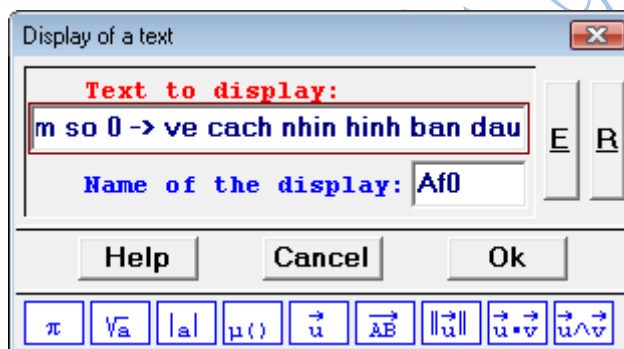 Display of a text
Text to display:
m so 0 -> ve cach nhin hinh ban dau
Name of the display: Af0
E R
Help Cancel Ok
π √a |a| μ() u⃗ AB⃗ ||u⃗|| u⃗•v⃗ u⃗∧v⃗